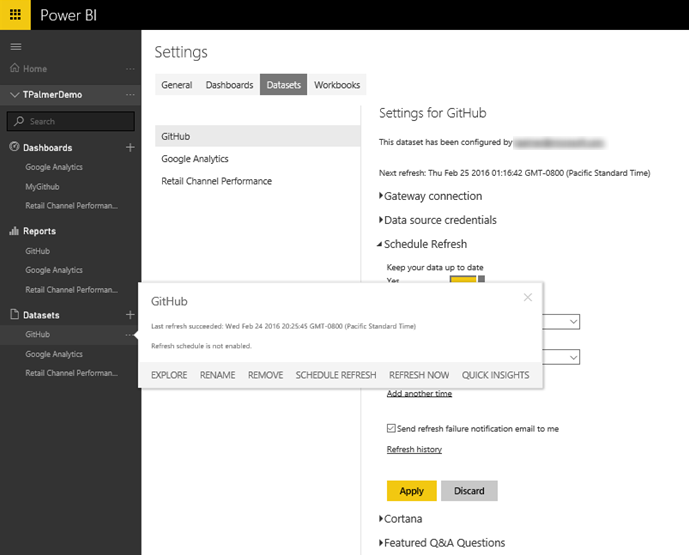 Power BI
Home ...
TPalmerDemo ...
Search
Dashboards +
Google Analytics
MyGithub
Retail Channel Performan...
Reports
GitHub
Google Analytics
Retail Channel Performan...
Datasets +
GitHub ...
Google Analytics
Retail Channel Performan...
Settings
General Dashboards Datasets Workbooks
GitHub
Google Analytics
Retail Channel Performance
Settings for GitHub
This dataset has been configured by
Next refresh: Thu Feb 25 2016 01:16:42 GMT-0800 (Pacific Standard Time)
Gateway connection
Data source credentials
Schedule Refresh
Keep your data up to date
Yes
GitHub
Last refresh succeeded: Wed Feb 24 2016 20:25:45 GMT-0800 (Pacific Standard Time)
Refresh schedule is not enabled.
EXPLORE RENAME REMOVE SCHEDULE REFRESH REFRESH NOW QUICK INSIGHTS
Add another time
Send refresh failure notification email to me
Refresh history
Apply Discard
Cortana
Featured Q&A Questions